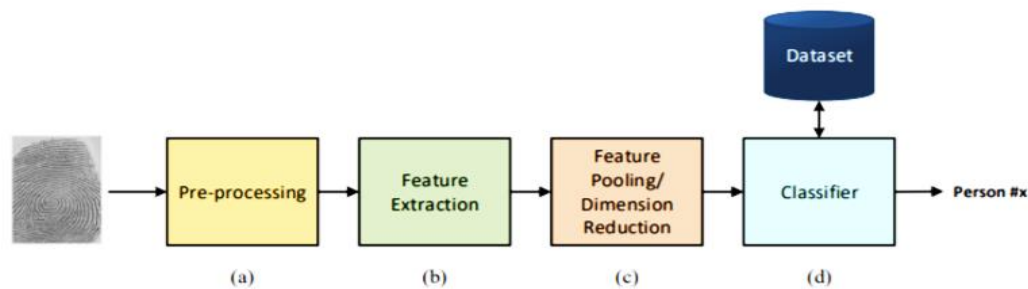 Dataset
Pre-processing
Feature
Extraction
Feature
Pooling/
Dimension
Reduction
Classifier
Person #x
(a)
(b)
(c)
(d)